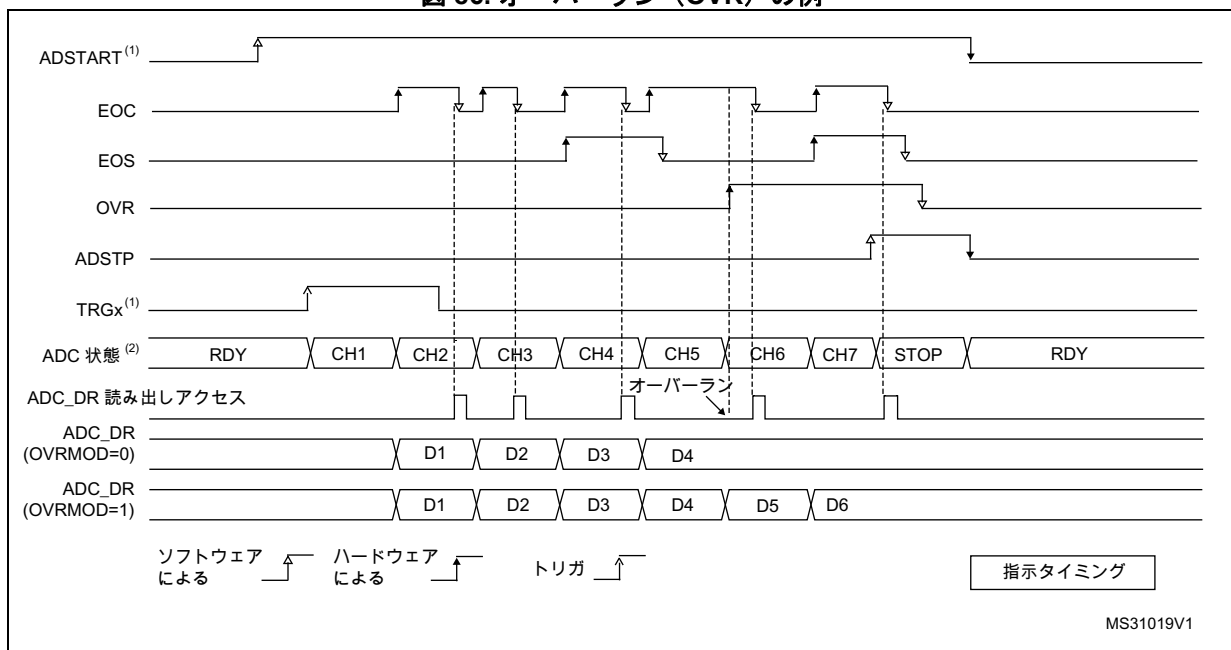 ADSTART(1)
EOC
EOS
OVR
ADSTP
TRGx(1)
ADC 状態(2) RDY CH1 CH2 CH3 CH4 CH5 CH6 CH7 STOP RDY
オーバーラン
ADC_DR 読み出しアクセス
ADC_DR
(OVRMOD=0) D1 D2 D3 D4
ADC_DR
(OVRMOD=1) D1 D2 D3 D4 D5 D6
ソフトウェア
による
ハードウェア
による
トリガ
指示タイミング
MS31019V1